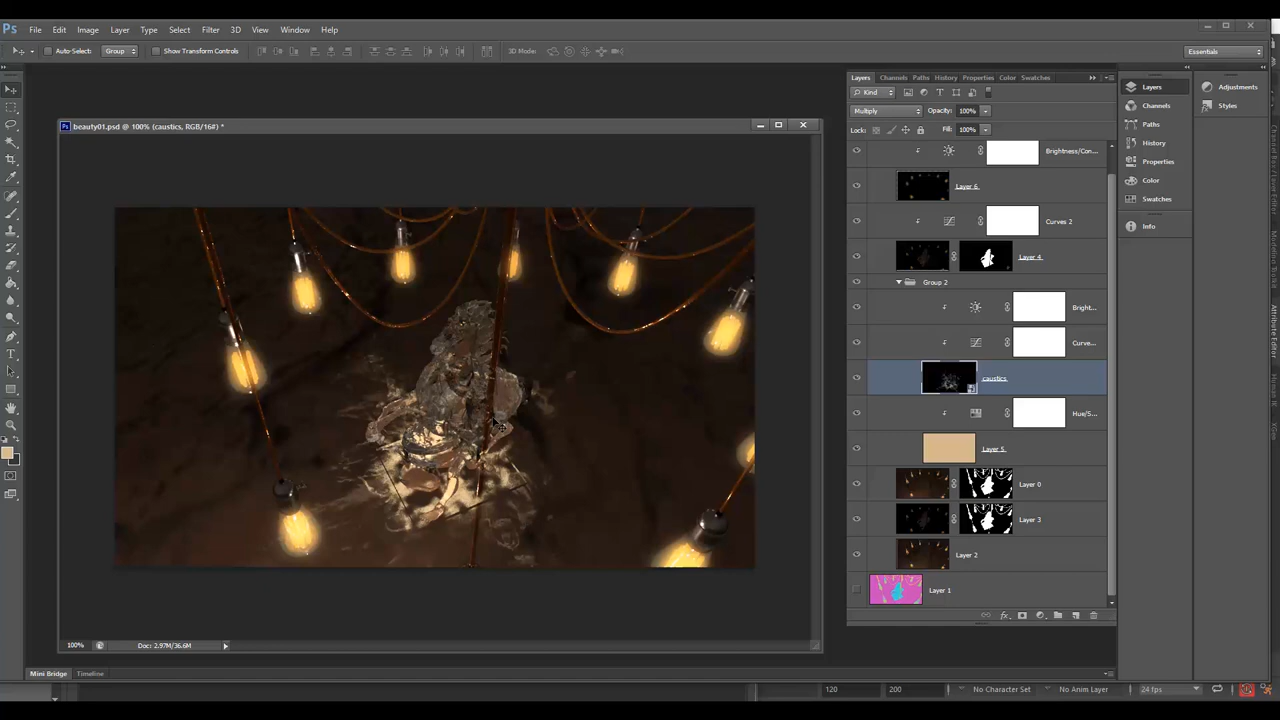 Ps File Edit Image Layer Type Select Filter 3D View Window Help
Auto-Select: Group Show Transform Controls 3D Mode: Essentials
Layers Channels Paths History Properties Color Swatches
Kind
Multiply Opacity: 100%
Lock: Fill: 100%
beauty01.psd @ 100% (caustics, RGB/16#) *
Brightness/Con...
Layer 6
Curves 2
Layer 4
Group 2
Bright...
Curve...
caustics
Hue/S...
Layer 5
Layer 0
Layer 3
Layer 2
Layer 1
Layers
Channels
Paths
History
Properties
Color
Swatches
Info
Adjustments
Styles
100% Doc: 2.97M/36.6M
Mini Bridge Timeline
120 200 No Character Set No Anim Layer 24 fps
Attribute Editor